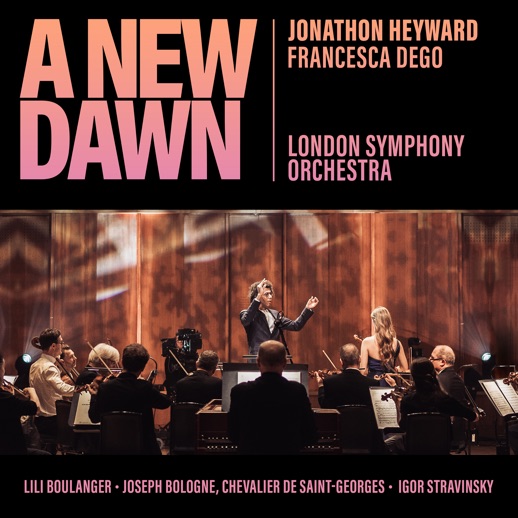 A NEW
DAWN
JONATHON HEYWARD
FRANCESCA DEGO
LONDON SYMPHONY
ORCHESTRA
LILI BOULANGER • JOSEPH BOLOGNE, CHEVALIER DE SAINT-GEORGES • IGOR STRAVINSKY